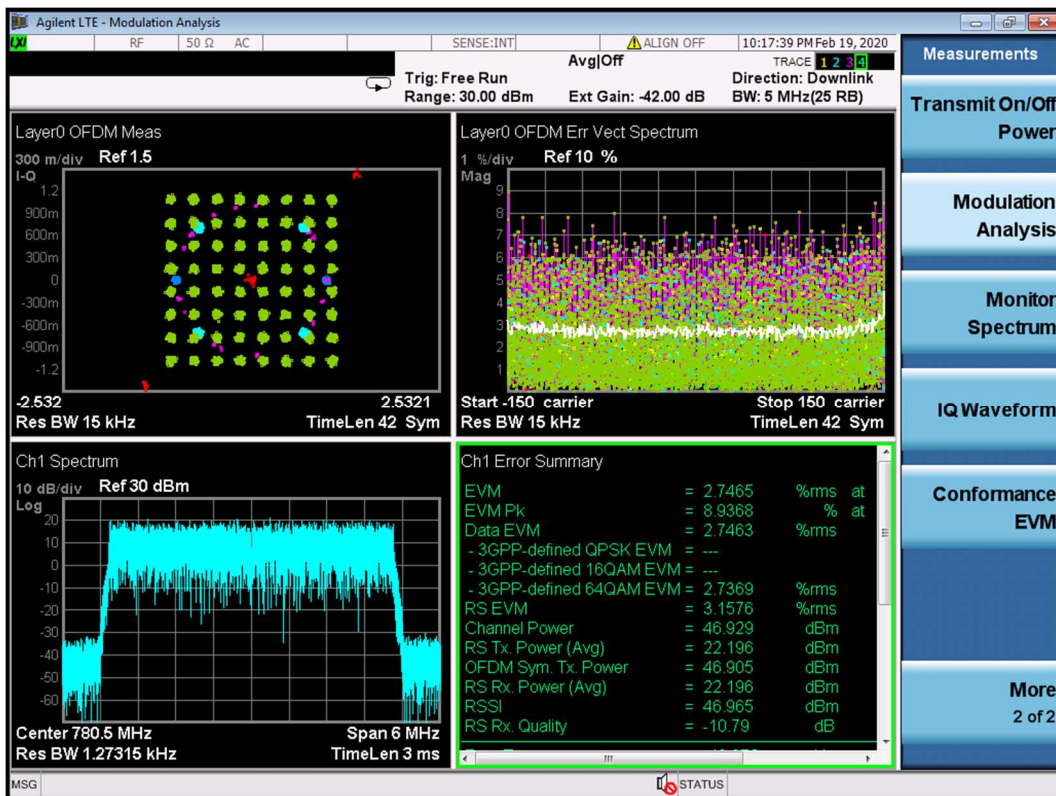 Agilent LTE - Modulation Analysis
LXI RF 50 Ω AC SENSE:INT ALIGN OFF 10:17:39 PM Feb 19, 2020
Avg|Off
TRACE 1 2 3 4
Trig: Free Run Direction: Downlink
Range: 30.00 dBm Ext Gain: -42.00 dB BW: 5 MHz(25 RB)
Layer0 OFDM Meas
300 m/div Ref 1.5
I-Q
1.2
900m
600m
300m
0
-300m
-600m
-900m
-1.2
-2.532 2.5321
Res BW 15 kHz TimeLen 42 Sym
Layer0 OFDM Err Vect Spectrum
1 %/div Ref 10 %
Mag
9
8
7
6
5
4
3
2
1
Start -150 carrier Stop 150 carrier
Res BW 15 kHz TimeLen 42 Sym
Ch1 Spectrum
10 dB/div Ref 30 dBm
Log
20
10
0
-10
-20
-30
-40
-50
-60
Center 780.5 MHz Span 6 MHz
Res BW 1.27315 kHz TimeLen 3 ms
Ch1 Error Summary
EVM = 2.7465 %rms at
EVM Pk = 8.9368 % at
Data EVM = 2.7463 %rms
- 3GPP-defined QPSK EVM = ---
- 3GPP-defined 16QAM EVM = ---
- 3GPP-defined 64QAM EVM = 2.7369 %rms
RS EVM = 3.1576 %rms
Channel Power = 46.929 dBm
RS Tx. Power (Avg) = 22.196 dBm
OFDM Sym. Tx. Power = 46.905 dBm
RS Rx. Power (Avg) = 22.196 dBm
RSSI = 46.965 dBm
RS Rx. Quality = -10.79 dB
Measurements
Transmit On/Off
Power
Modulation
Analysis
Monitor
Spectrum
IQ Waveform
Conformance
EVM
More
2 of 2
MSG STATUS